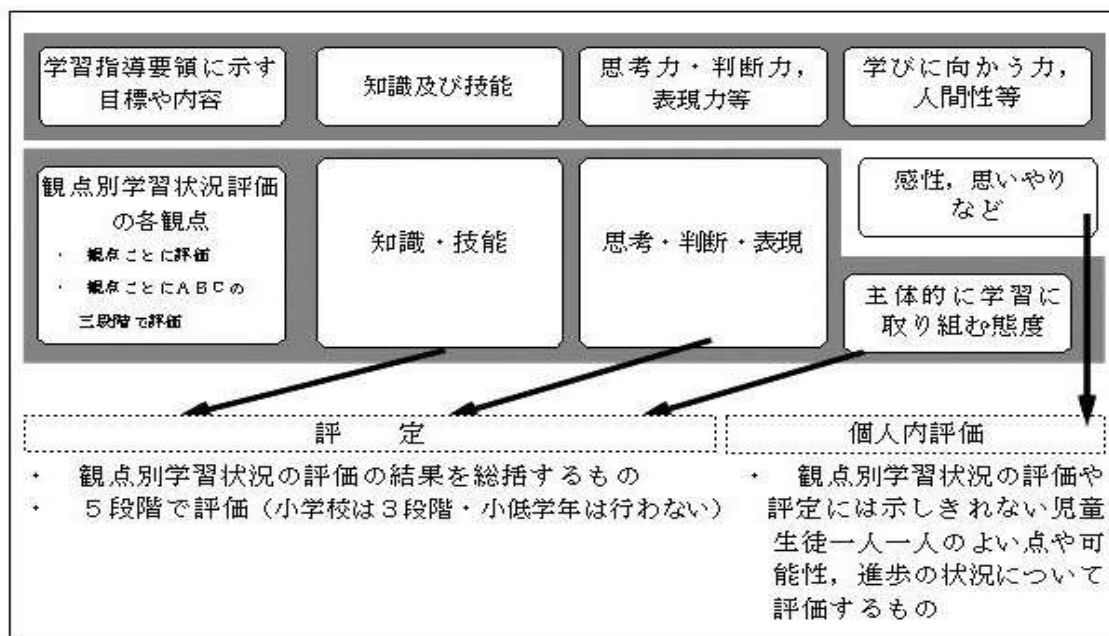 学習指導要領に示す
目標や内容
知識及び技能
思考力・判断力，
表現力等
学びに向かう力，
人間性等
観点別学習状況評価
の各観点
・ 観点ごとに評価
・ 観点ごとにＡＢＣの
三段階で評価
知識・技能
思考・判断・表現
感性，思いやり
など
主体的に学習に
取り組む態度
評 定
・ 観点別学習状況の評価の結果を総括するもの
・ ５段階で評価（小学校は３段階・小低学年は行わない）
個人内評価
・ 観点別学習状況の評価や
評定には示しきれない児童
生徒一人一人のよい点や可
能性，進歩の状況について
評価するもの